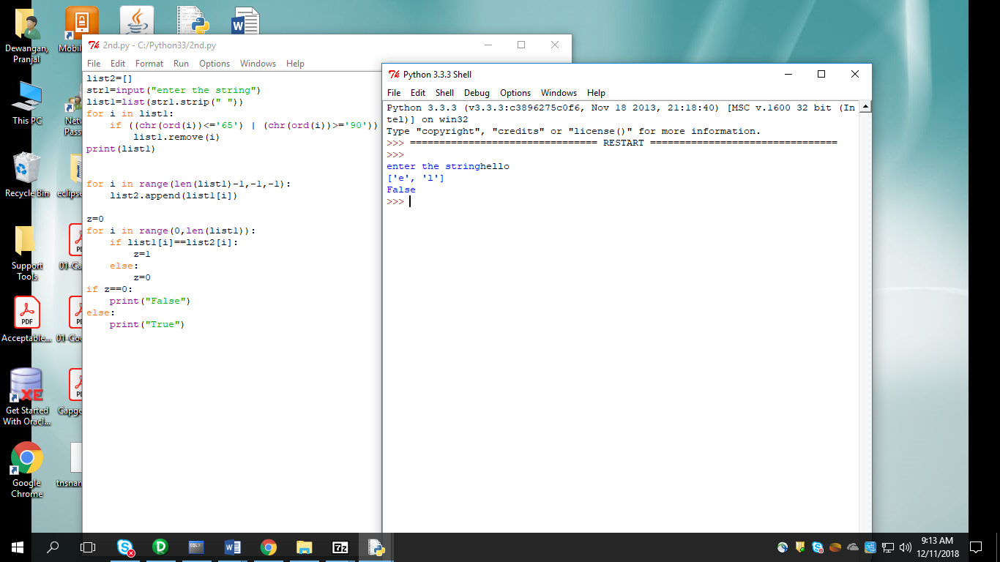 Dewangan,
Pranjal
Mobil
This PC
Netw
Pass
Recycle Bin
eclipse
Support
Tools
01-Ca
PDF
Acceptable...
PDF
01-Goo
Get Started
With Oracl...
XE
Capge
Google
Chrome
tnsnan
2nd.py - C:/Python33/2nd.py
File Edit Format Run Options Windows Help
list2=[]
str1=input("enter the string")
list1=list(str1.strip(" "))
for i in list1:
    if ((chr(ord(i))<='65') | (chr(ord(i))>='90'))
        list1.remove(i)
print(list1)
for i in range(len(list1)-1,-1,-1):
    list2.append(list1[i])
z=0
for i in range(0,len(list1)):
    if list1[i]==list2[i]:
        z=1
    else:
        z=0
if z==0:
    print("False")
else:
    print("True")
Python 3.3.3 Shell
File Edit Shell Debug Options Windows Help
Python 3.3.3 (v3.3.3:c3896275c0f6, Nov 18 2013, 21:18:40) [MSC v.1600 32 bit (In
tel)] on win32
Type "copyright", "credits" or "license()" for more information.
>>> ================================ RESTART ================================
>>>
enter the stringhello
['e', 'l']
False
>>>
7z
9:13 AM
12/11/2018